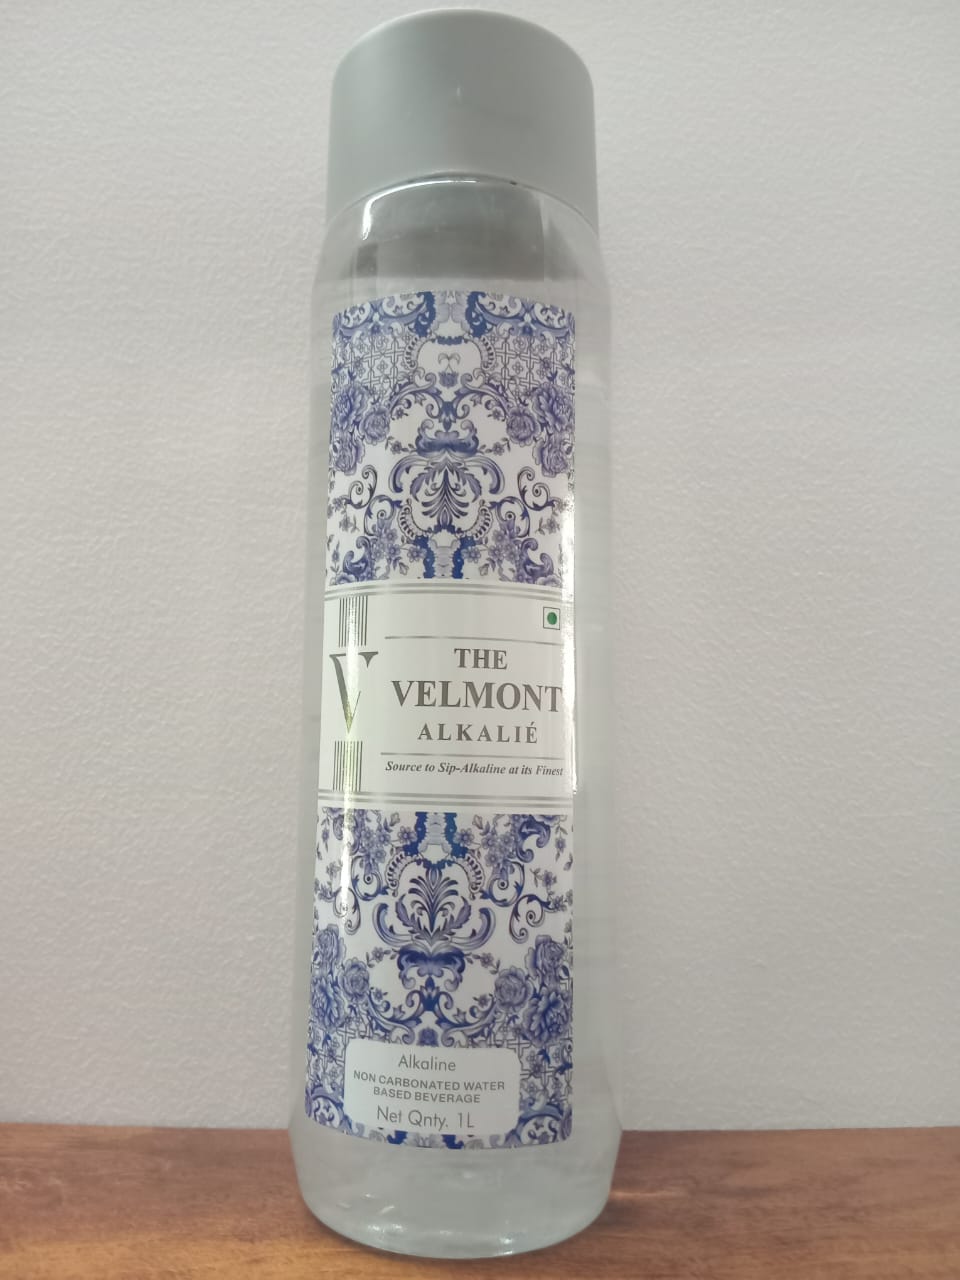 V
THE
VELMONT
ALKALIÉ
Source to Sip-Alkaline at its Finest
Alkaline
NON CARBONATED WATER
BASED BEVERAGE
Net Qnty. 1L